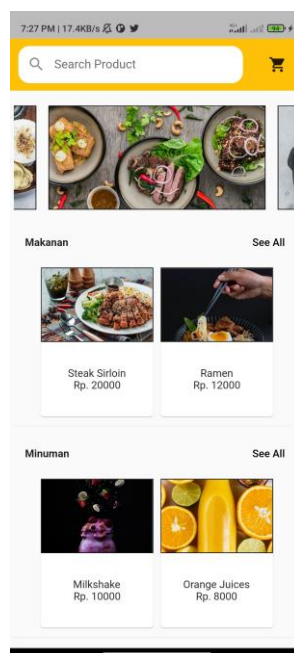 7:27 PM | 17.4KB/s
94
Search Product
Makanan See All
Steak Sirloin
Rp. 20000
Ramen
Rp. 12000
Minuman See All
Milkshake
Rp. 10000
Orange Juices
Rp. 8000